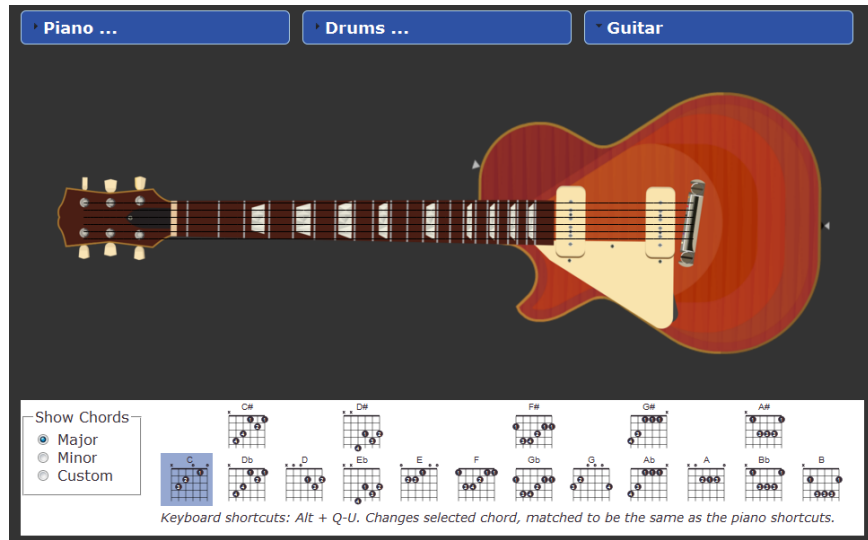 Piano ...
Drums ...
Guitar
Show Chords
Major
Minor
Custom
C# D# F# G# A#
C Db D Eb E F Gb G Ab A Bb B
Keyboard shortcuts: Alt + Q-U. Changes selected chord, matched to be the same as the piano shortcuts.